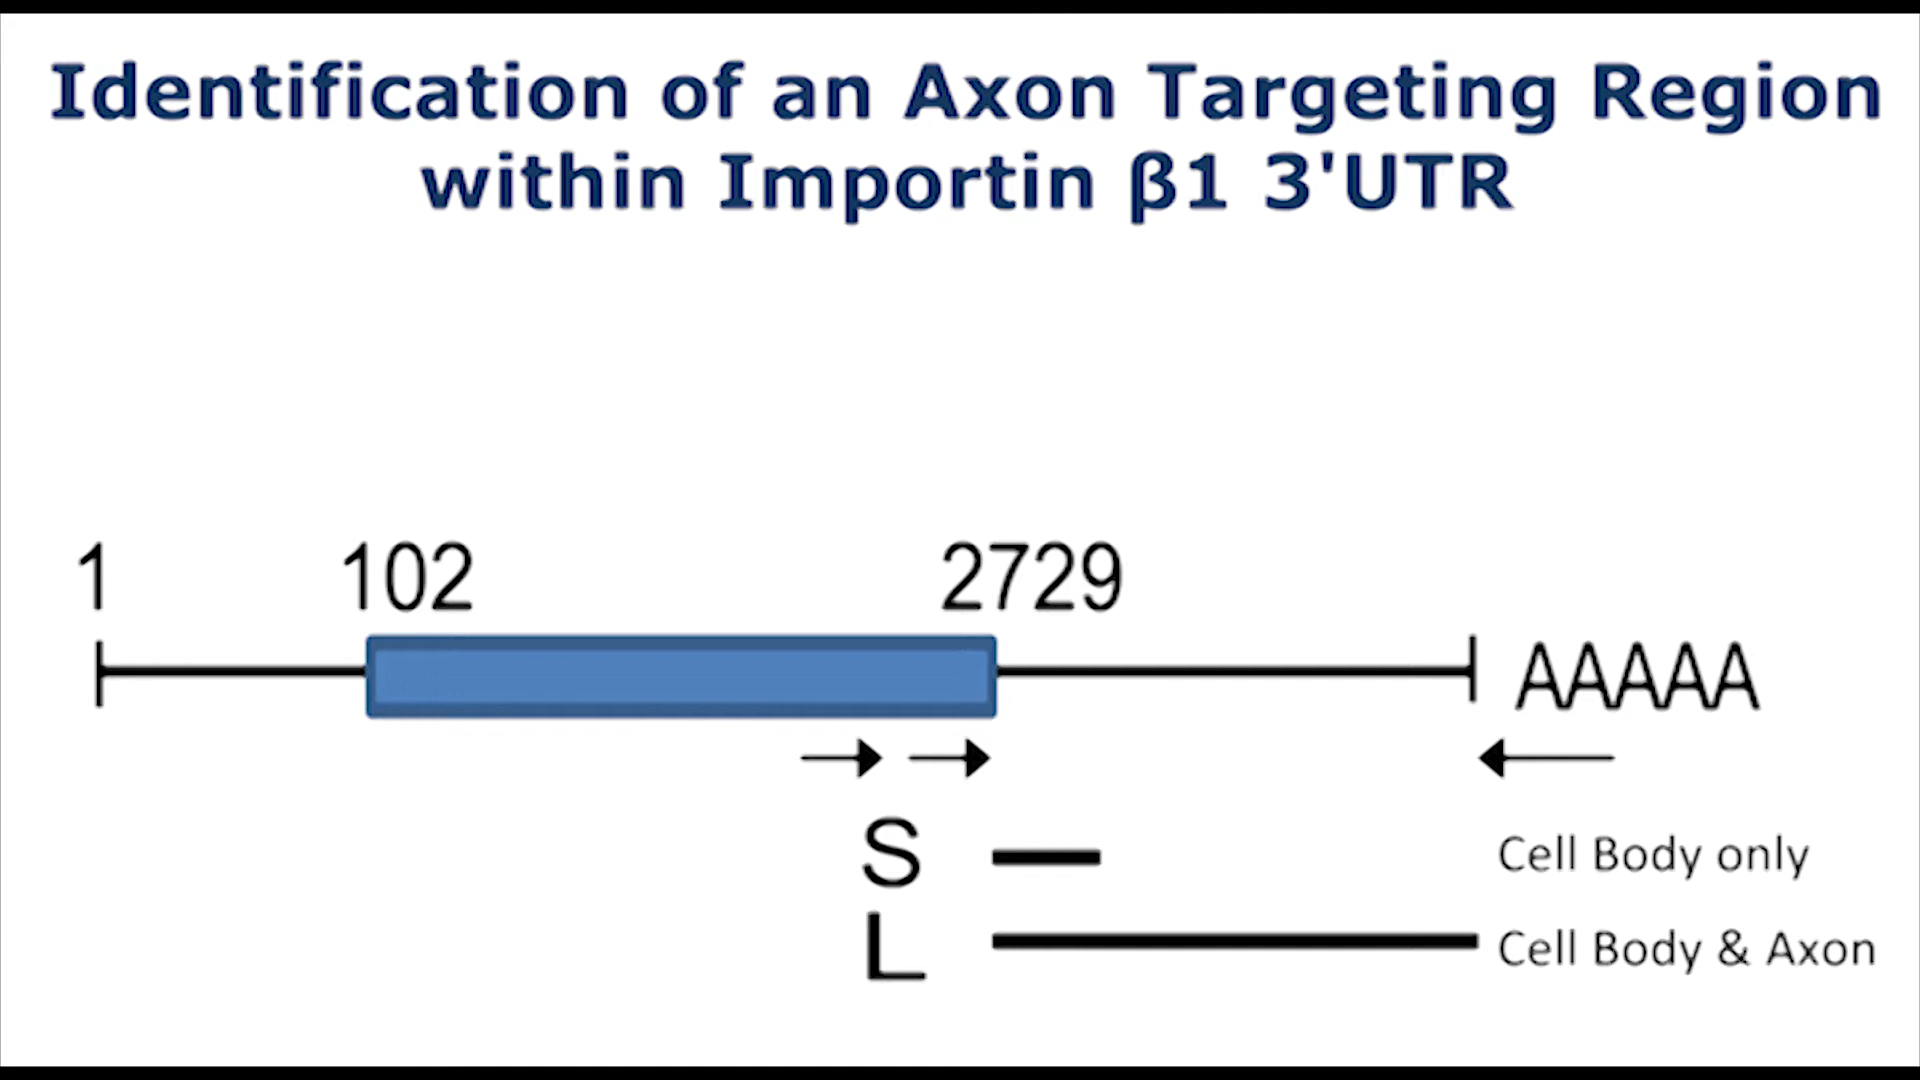 Identification of an Axon Targeting Region
within Importin β1 3'UTR
1 102 2729
AAAAA
S Cell Body only
L Cell Body & Axon